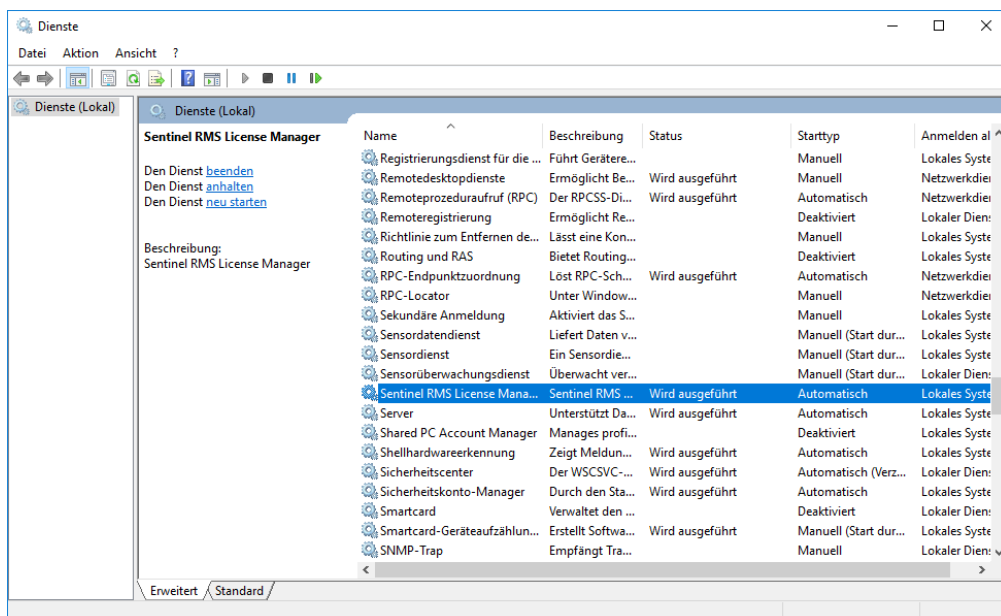 Dienste
Datei Aktion Ansicht ?
Dienste (Lokal)
Dienste (Lokal)
Sentinel RMS License Manager
Den Dienst beenden
Den Dienst anhalten
Den Dienst neu starten
Beschreibung:
Sentinel RMS License Manager
Name Beschreibung Status Starttyp Anmelden al
Registrierungsdienst für die ... Führt Gerätere... Manuell Lokales Syste
Remotedesktopdienste Ermöglicht Be... Wird ausgeführt Manuell Netzwerkdien
Remoteprozeduraufruf (RPC) Der RPCSS-Di... Wird ausgeführt Automatisch Netzwerkdien
Remoteregistrierung Ermöglicht Re... Deaktiviert Lokaler Diens
Richtlinie zum Entfernen de... Lässt eine Kon... Manuell Lokales Syste
Routing und RAS Bietet Routing... Deaktiviert Lokales Syste
RPC-Endpunktzuordnung Löst RPC-Sch... Wird ausgeführt Automatisch Netzwerkdien
RPC-Locator Unter Window... Manuell Netzwerkdien
Sekundäre Anmeldung Aktiviert das S... Manuell Lokales Syste
Sensordatendienst Liefert Daten v... Manuell (Start dur... Lokales Syste
Sensordienst Ein Sensordie... Manuell (Start dur... Lokales Syste
Sensorüberwachungsdienst Überwacht ver... Manuell (Start dur... Lokaler Diens
Sentinel RMS License Mana... Sentinel RMS ... Wird ausgeführt Automatisch Lokales Syste
Server Unterstützt Da... Wird ausgeführt Automatisch Lokales Syste
Shared PC Account Manager Manages profi... Deaktiviert Lokales Syste
Shellhardwareerkennung Zeigt Meldun... Wird ausgeführt Automatisch Lokales Syste
Sicherheitscenter Der WSCSVC-... Wird ausgeführt Automatisch (Verz... Lokaler Diens
Sicherheitskonto-Manager Durch den Sta... Wird ausgeführt Automatisch Lokales Syste
Smartcard Verwaltet den ... Deaktiviert Lokaler Diens
Smartcard-Geräteaufzählun... Erstellt Softwa... Wird ausgeführt Manuell (Start dur... Lokales Syste
SNMP-Trap Empfängt Tra... Manuell Lokaler Diens
Erweitert Standard